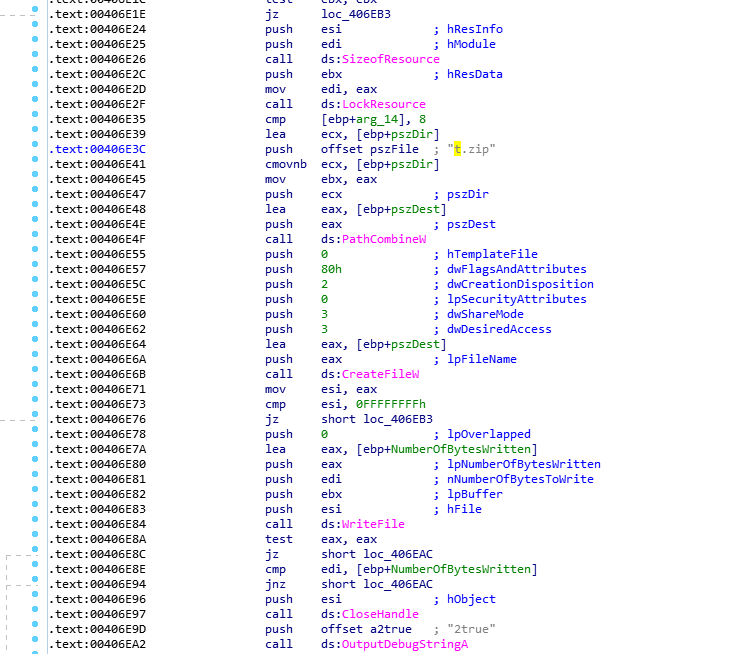 .text:00406E1C test ebx, ebx
.text:00406E1E jz loc_406EB3
.text:00406E24 push esi ; hResInfo
.text:00406E25 push edi ; hModule
.text:00406E26 call ds:SizeofResource
.text:00406E2C push ebx ; hResData
.text:00406E2D mov edi, eax
.text:00406E2F call ds:LockResource
.text:00406E35 cmp [ebp+arg_14], 8
.text:00406E39 lea ecx, [ebp+pszDir]
.text:00406E3C push offset pszFile ; "t.zip"
.text:00406E41 cmovnb ecx, [ebp+pszDir]
.text:00406E45 mov ebx, eax
.text:00406E47 push ecx ; pszDir
.text:00406E48 lea eax, [ebp+pszDest]
.text:00406E4E push eax ; pszDest
.text:00406E4F call ds:PathCombineW
.text:00406E55 push 0 ; hTemplateFile
.text:00406E57 push 80h ; dwFlagsAndAttributes
.text:00406E5C push 2 ; dwCreationDisposition
.text:00406E5E push 0 ; lpSecurityAttributes
.text:00406E60 push 3 ; dwShareMode
.text:00406E62 push 3 ; dwDesiredAccess
.text:00406E64 lea eax, [ebp+pszDest]
.text:00406E6A push eax ; lpFileName
.text:00406E6B call ds:CreateFileW
.text:00406E71 mov esi, eax
.text:00406E73 cmp esi, 0FFFFFFFFh
.text:00406E76 jz short loc_406EB3
.text:00406E78 push 0 ; lpOverlapped
.text:00406E7A lea eax, [ebp+NumberOfBytesWritten]
.text:00406E80 push eax ; lpNumberOfBytesWritten
.text:00406E81 push edi ; nNumberOfBytesToWrite
.text:00406E82 push ebx ; lpBuffer
.text:00406E83 push esi ; hFile
.text:00406E84 call ds:WriteFile
.text:00406E8A test eax, eax
.text:00406E8C jz short loc_406EAC
.text:00406E8E cmp edi, [ebp+NumberOfBytesWritten]
.text:00406E94 jnz short loc_406EAC
.text:00406E96 push esi ; hObject
.text:00406E97 call ds:CloseHandle
.text:00406E9D push offset a2true ; "2true"
.text:00406EA2 call ds:OutputDebugStringA